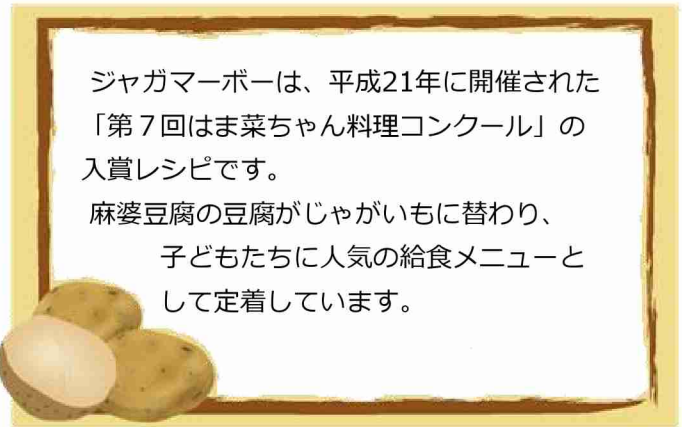 ジャガマーボーは、平成21年に開催された
「第７回はま菜ちゃん料理コンクール」の
入賞レシピです。
麻婆豆腐の豆腐がじゃがいもに替わり、
子どもたちに人気の給食メニューと
して定着しています。